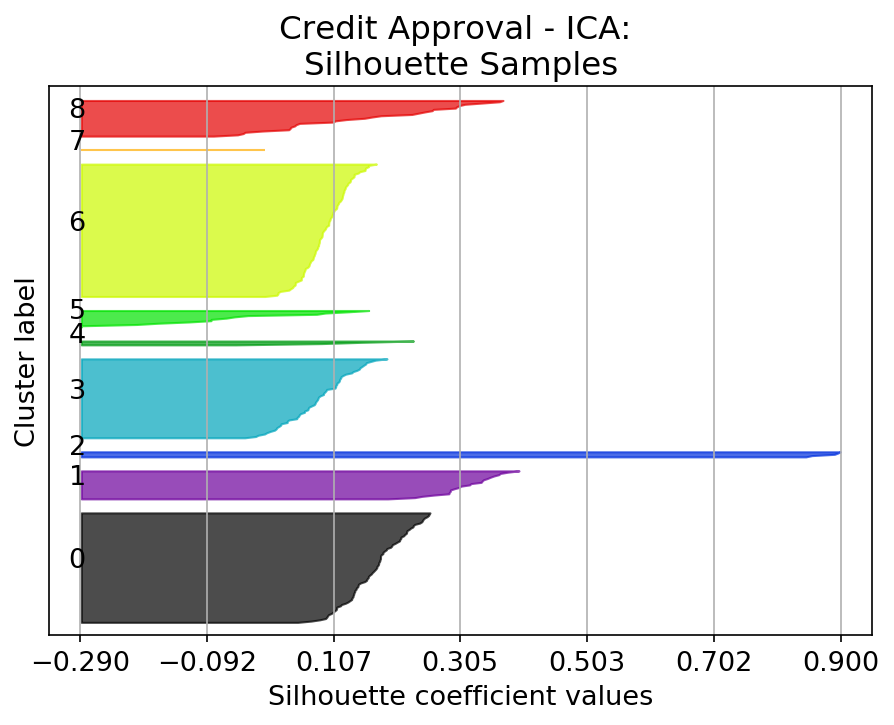 Credit Approval - ICA:
Silhouette Samples
Cluster label
8
7
6
5
4
3
2
1
0
−0.290 −0.092 0.107 0.305 0.503 0.702 0.900
Silhouette coefficient values